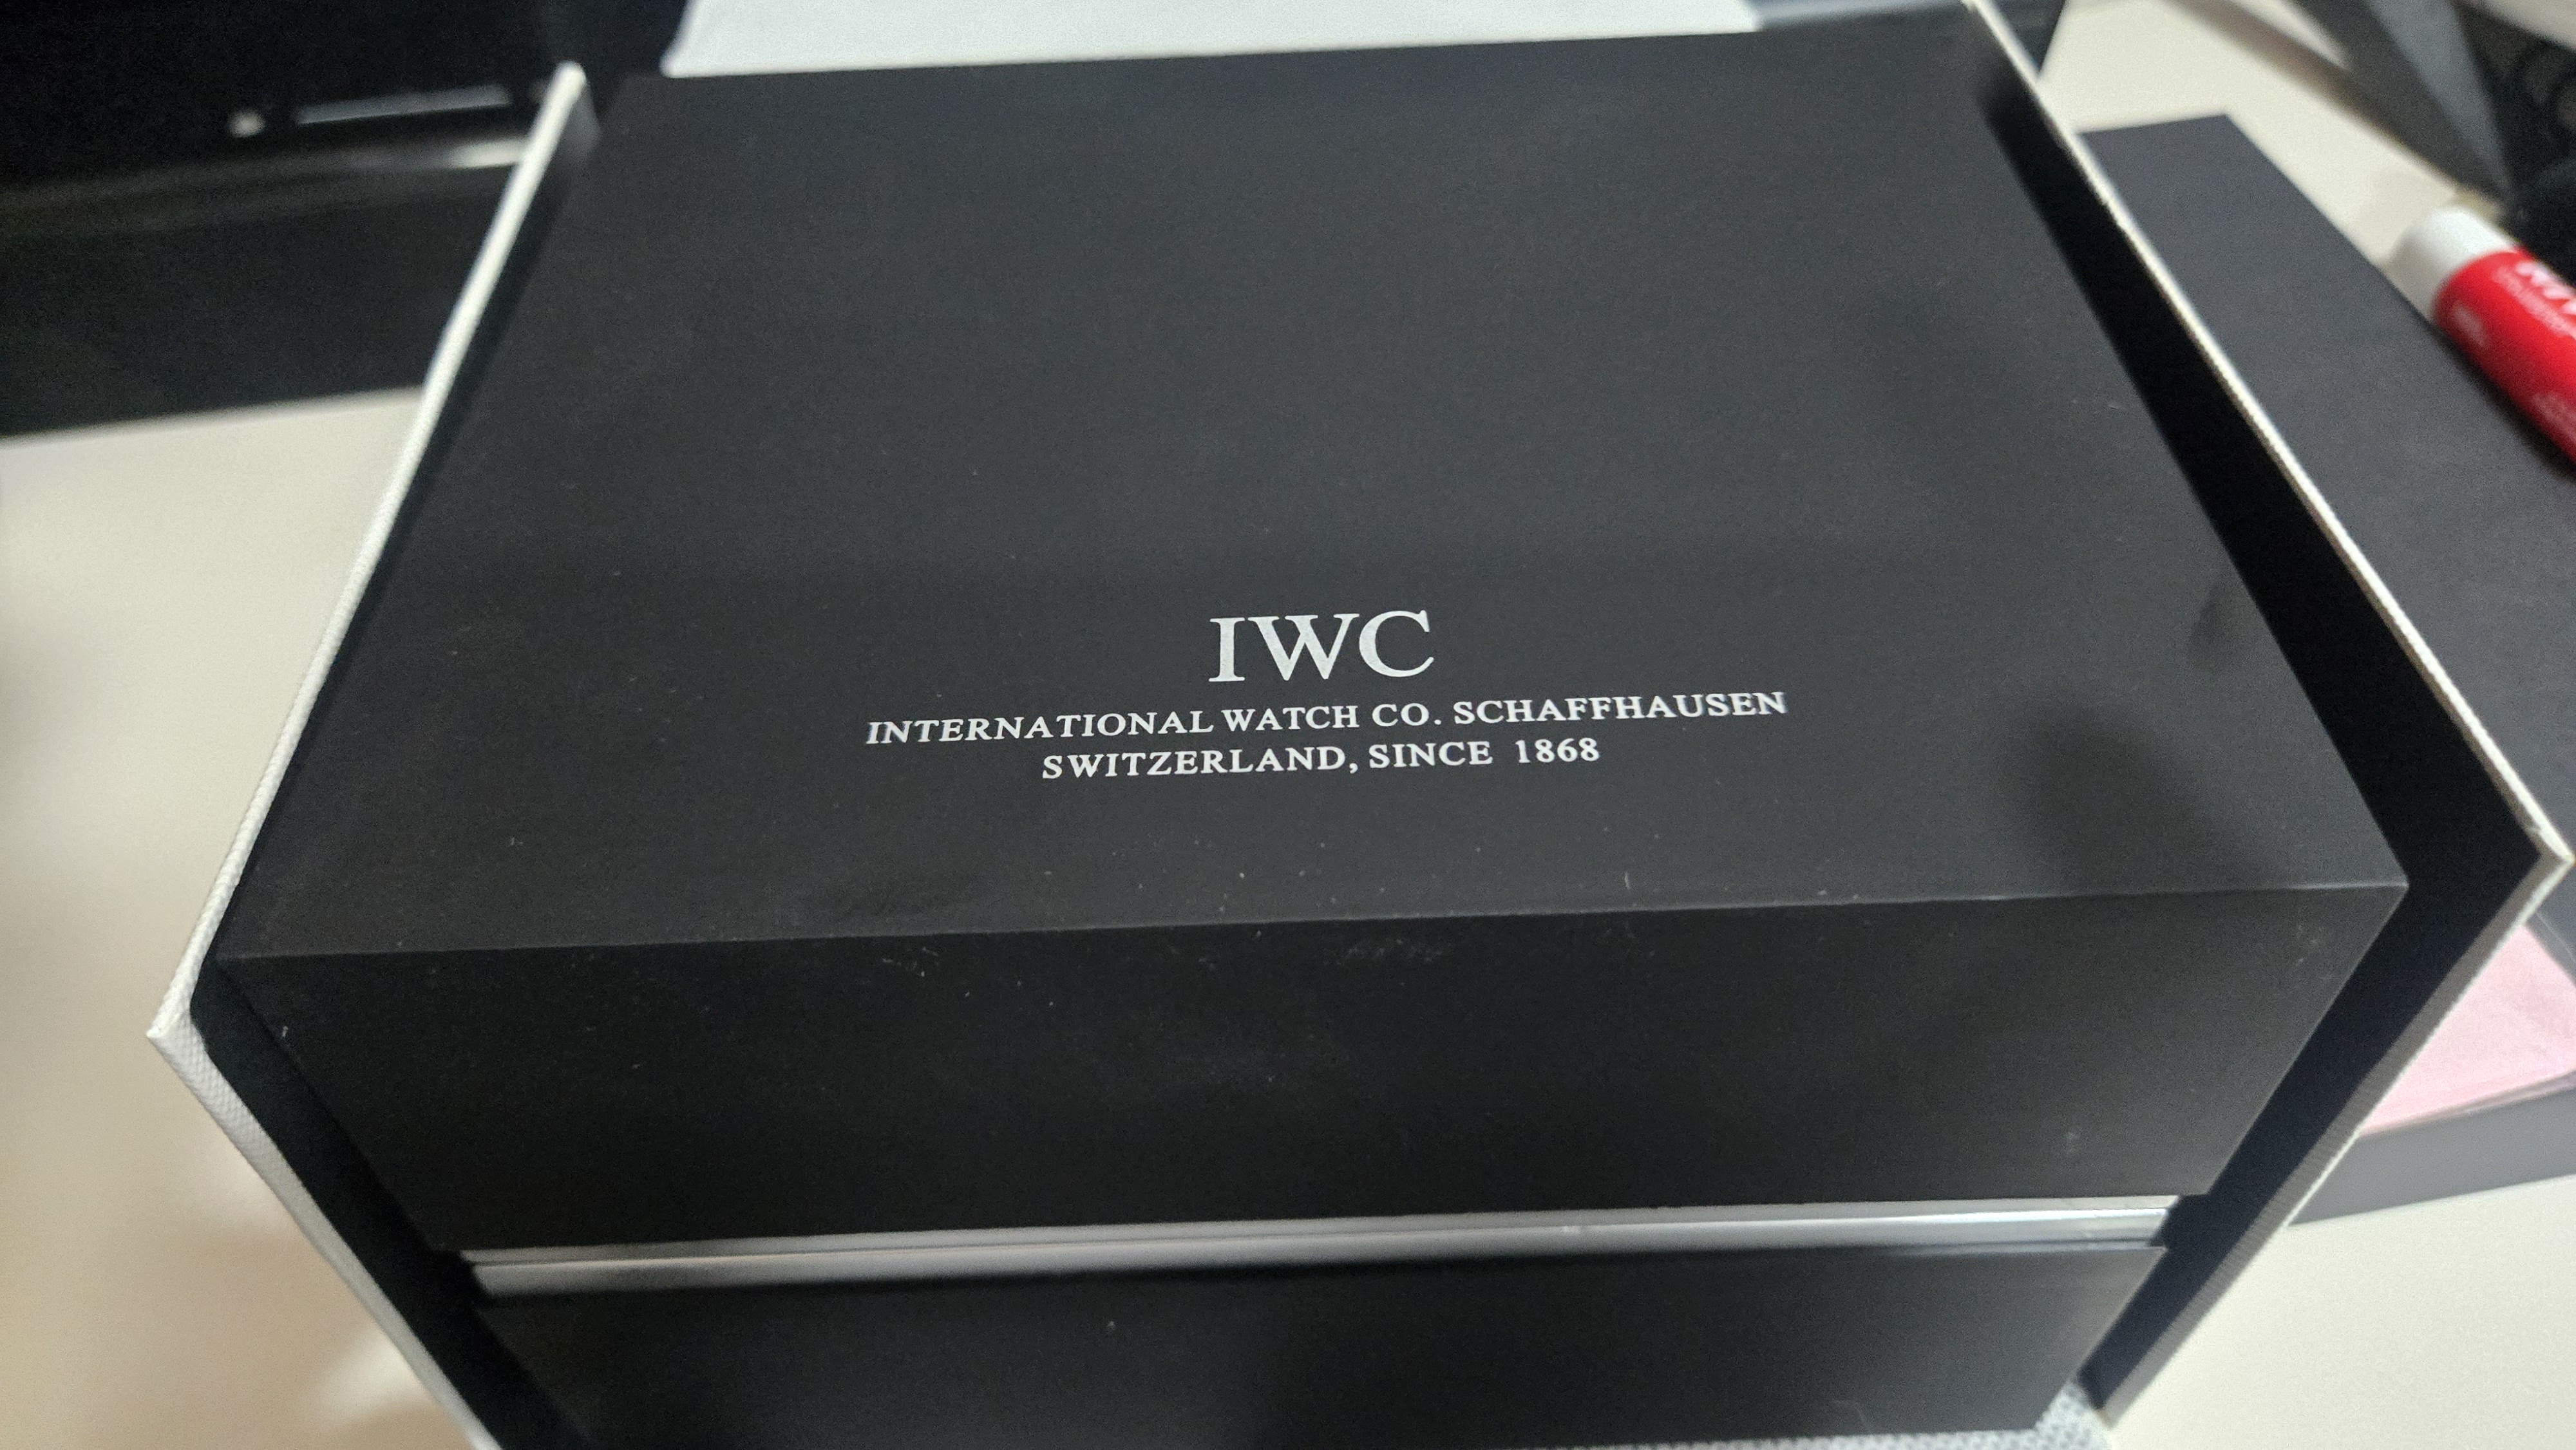 IWC
INTERNATIONAL WATCH CO. SCHAFFHAUSEN
SWITZERLAND, SINCE 1868